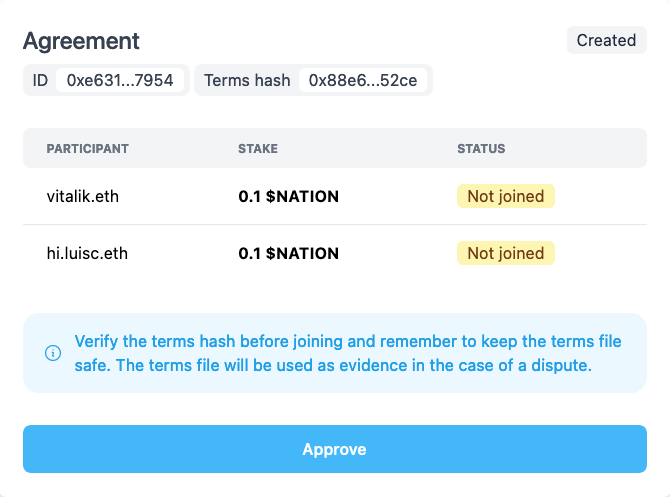 Agreement
Created
ID 0xe631...7954 Terms hash 0x88e6...52ce
PARTICIPANT STAKE STATUS
vitalik.eth 0.1 $NATION Not joined
hi.luisc.eth 0.1 $NATION Not joined
Verify the terms hash before joining and remember to keep the terms file
safe. The terms file will be used as evidence in the case of a dispute.
Approve